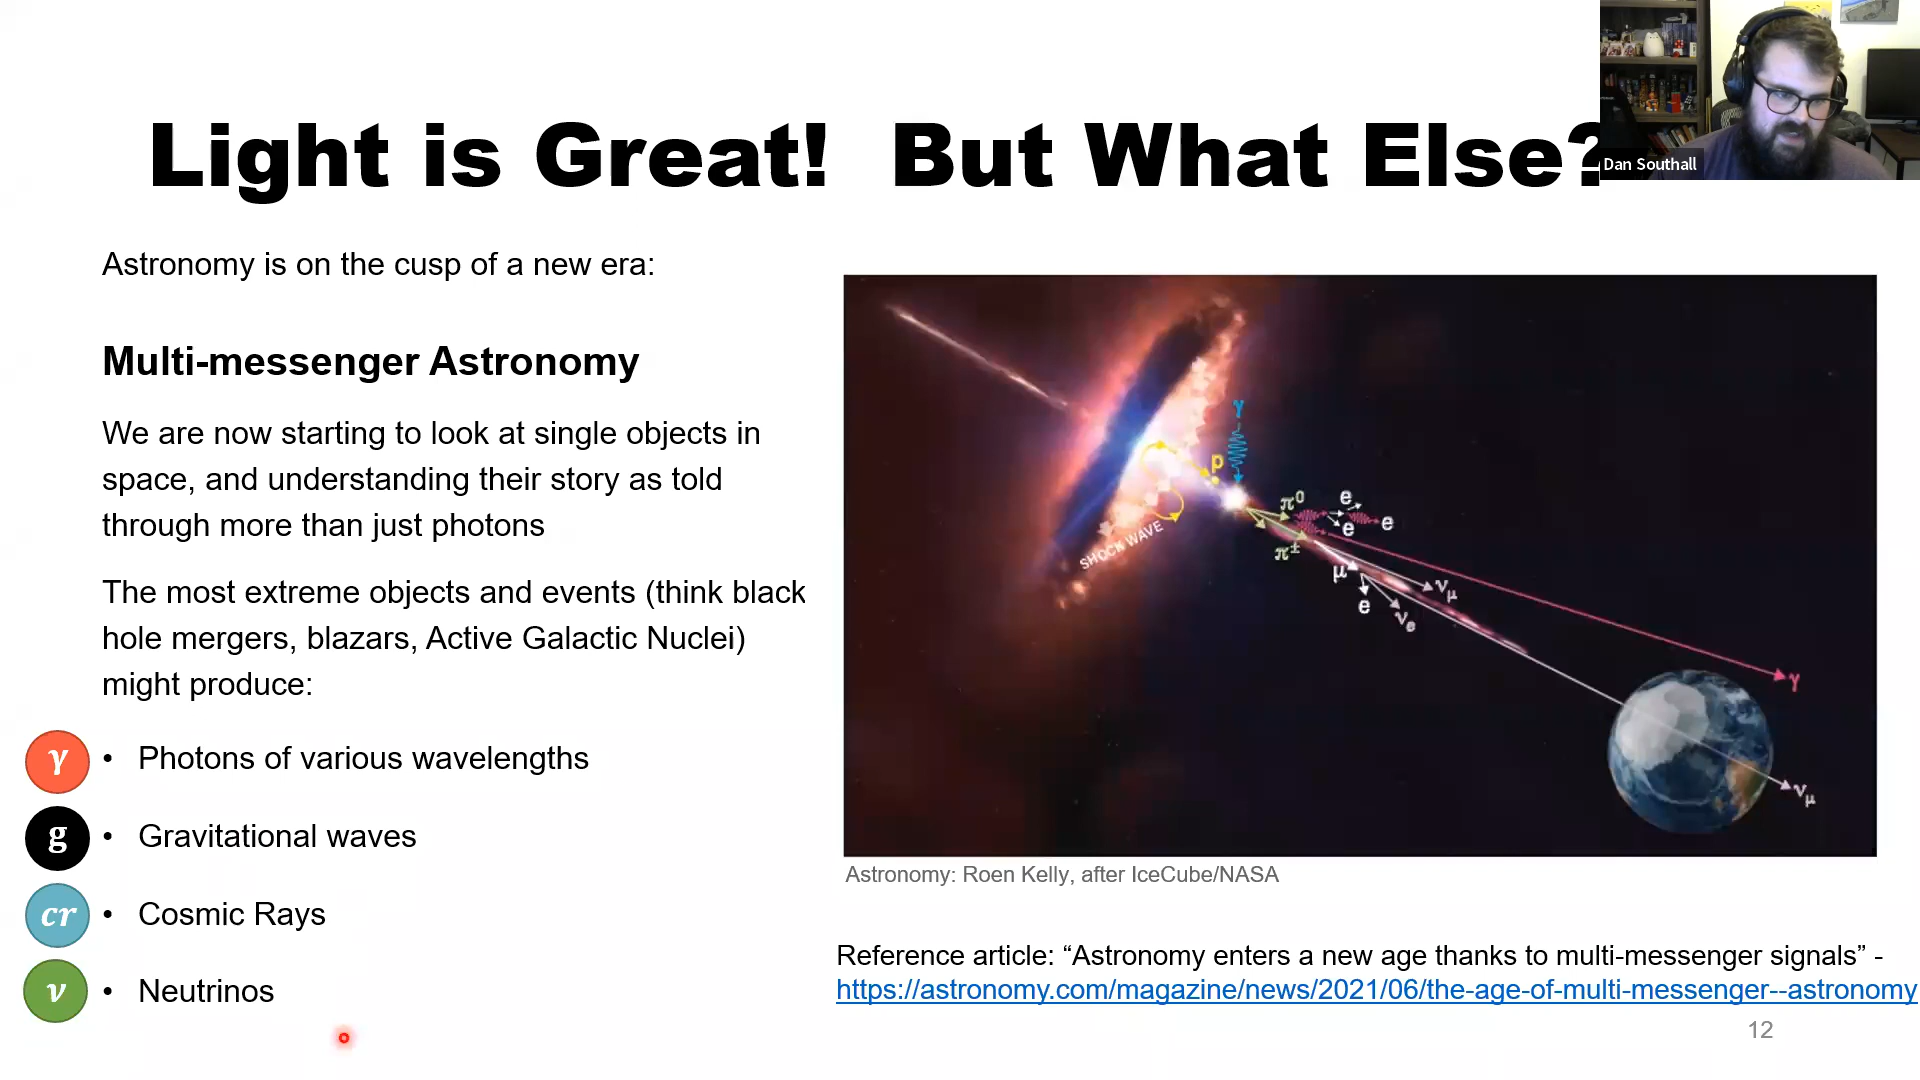 Light is Great!  But What Else?
Dan Southall
Astronomy is on the cusp of a new era:
Multi-messenger Astronomy
We are now starting to look at single objects in
space, and understanding their story as told
through more than just photons
The most extreme objects and events (think black
hole mergers, blazars, Active Galactic Nuclei)
might produce:
γ • Photons of various wavelengths
g • Gravitational waves
cr • Cosmic Rays
ν • Neutrinos
γ
p
SHOCK WAVE
π⁰
e
e
e
π±
μ
e
νμ
νe
γ
νμ
Astronomy: Roen Kelly, after IceCube/NASA
Reference article: “Astronomy enters a new age thanks to multi-messenger signals” -
https://astronomy.com/magazine/news/2021/06/the-age-of-multi-messenger--astronomy
12